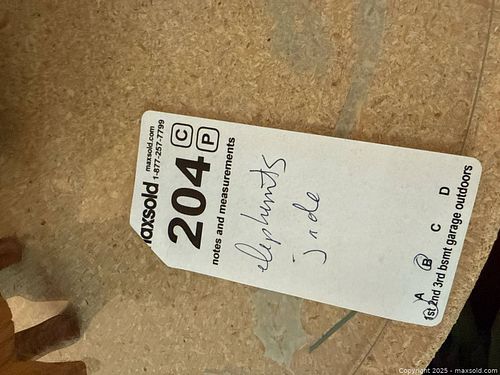 maxsold.com
1-877-257-7799
204
C
P
notes and measurements
elephants
jade
A B C D
1st 2nd 3rd bsmt garage outdoors
Copyright 2025 - maxsold.com